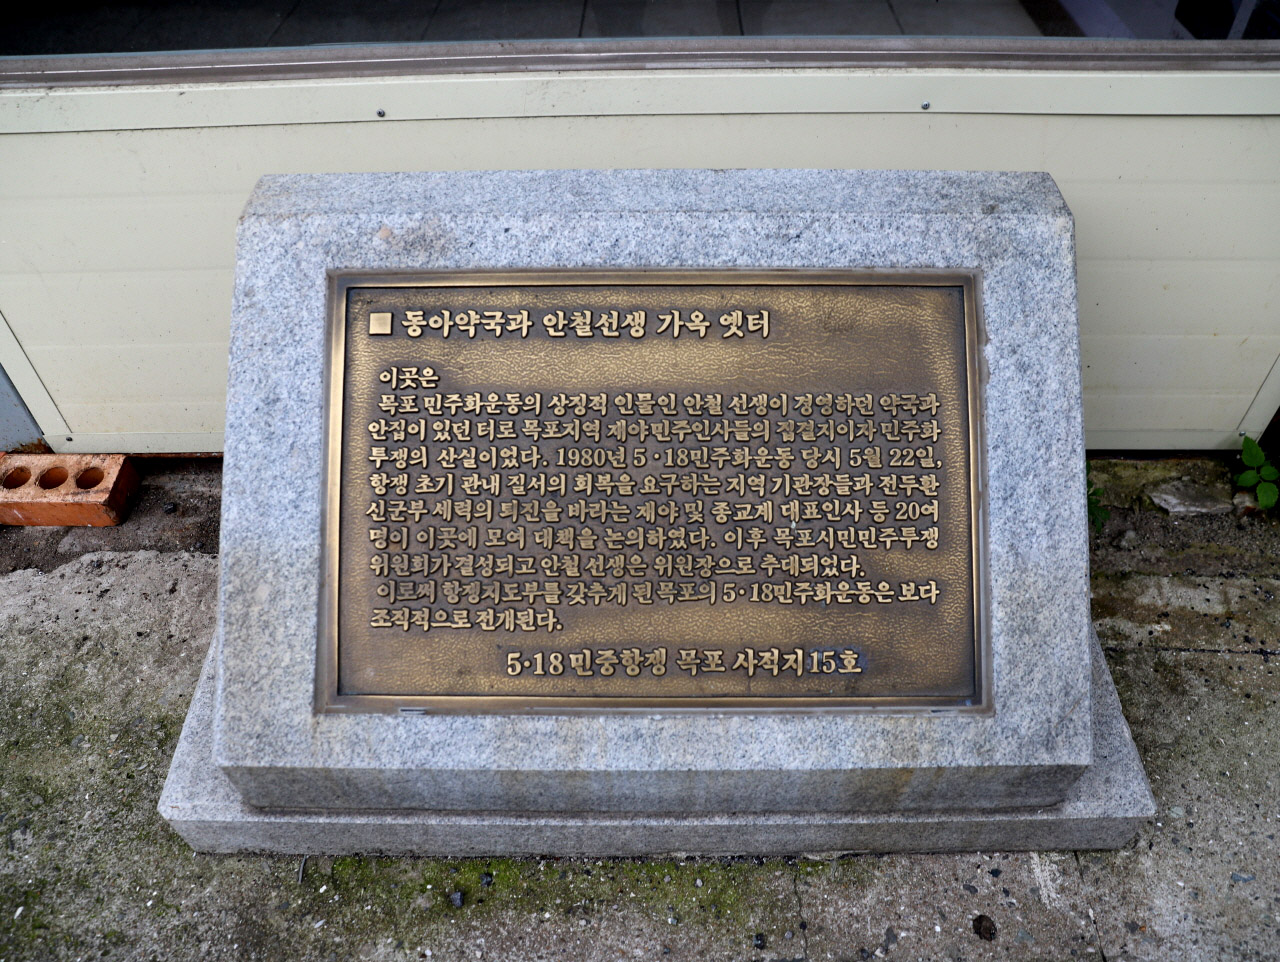 ■ 동아약국과 안철선생 가옥 옛터
이곳은
목포 민주화운동의 상징적 인물인 안철 선생이 경영하던 약국과
안집이 있던 터로 목포지역 재야민주인사들의 집결지이자 민주화
투쟁의 산실이었다. 1980년 5·18민주화운동 당시 5월 22일,
항쟁 초기 관내 질서의 회복을 요구하는 지역 기관장들과 전두환
신군부 세력의 퇴진을 바라는 재야 및 종교계 대표인사 등 20여
명이 이곳에 모여 대책을 논의하였다. 이후 목포시민민주투쟁
위원회가 결성되고 안철 선생은 위원장으로 추대되었다.
이로써 항쟁지도부를 갖추게 된 목포의 5·18민주화운동은 보다
조직적으로 전개된다.
5·18 민중항쟁 목포 사적지15호